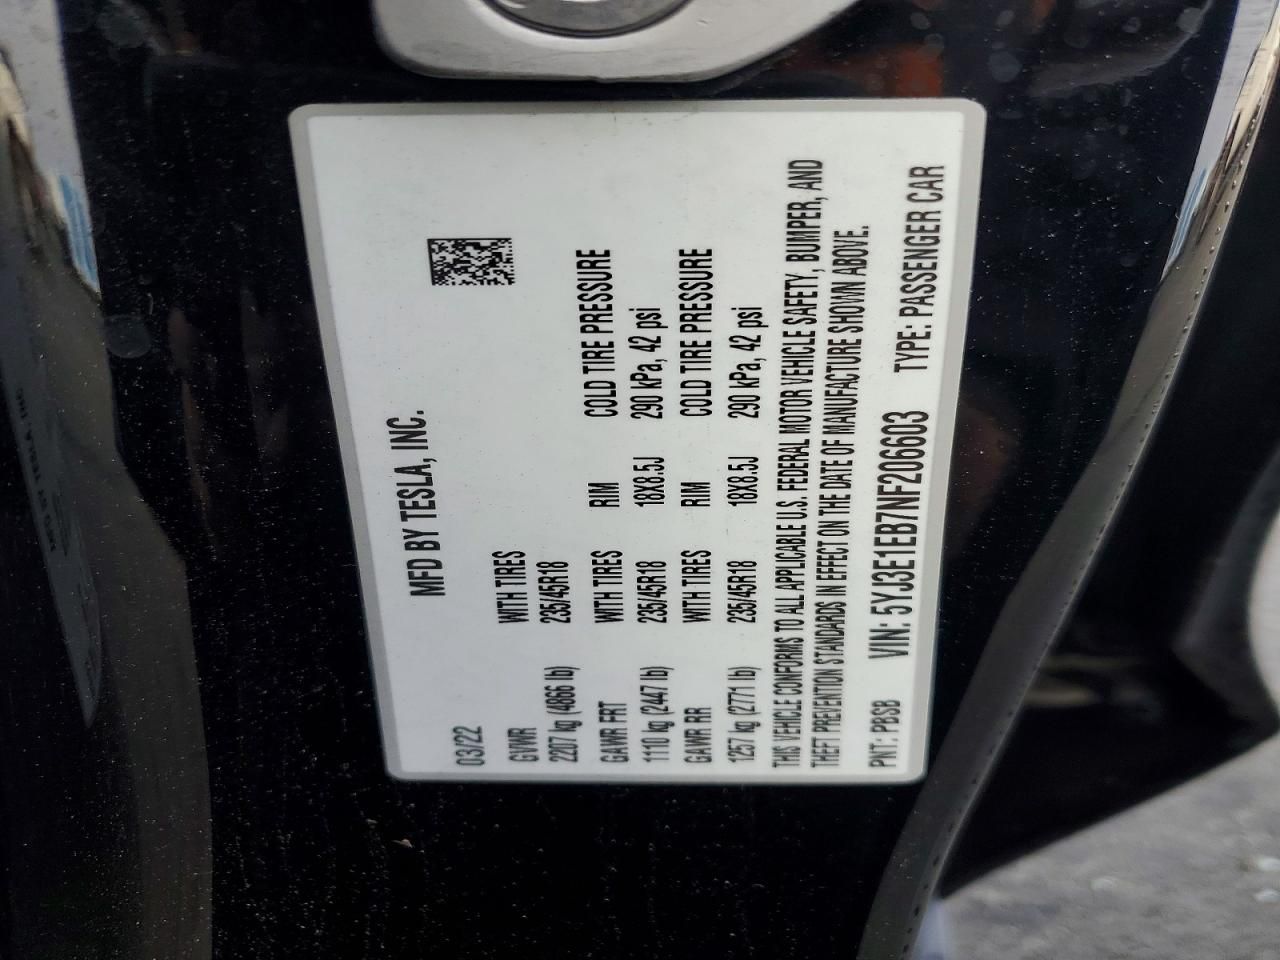 MFD BY TESLA, INC.
03/22
GVWR WITH TIRES
2207 kg (4866 lb) 235/45R18
GAWR FRT WITH TIRES RIM COLD TIRE PRESSURE
1110 kg (2447 lb) 235/45R18 18X8.5J 290 kPa, 42 psi
GAWR RR WITH TIRES RIM COLD TIRE PRESSURE
1257 kg (2771 lb) 235/45R18 18X8.5J 290 kPa, 42 psi
THIS VEHICLE CONFORMS TO ALL APPLICABLE U.S. FEDERAL MOTOR VEHICLE SAFETY, BUMPER, AND
THEFT PREVENTION STANDARDS IN EFFECT ON THE DATE OF MANUFACTURE SHOWN ABOVE.
PNT: PBSB VIN: 5YJ3E1EB7NF206603 TYPE: PASSENGER CAR